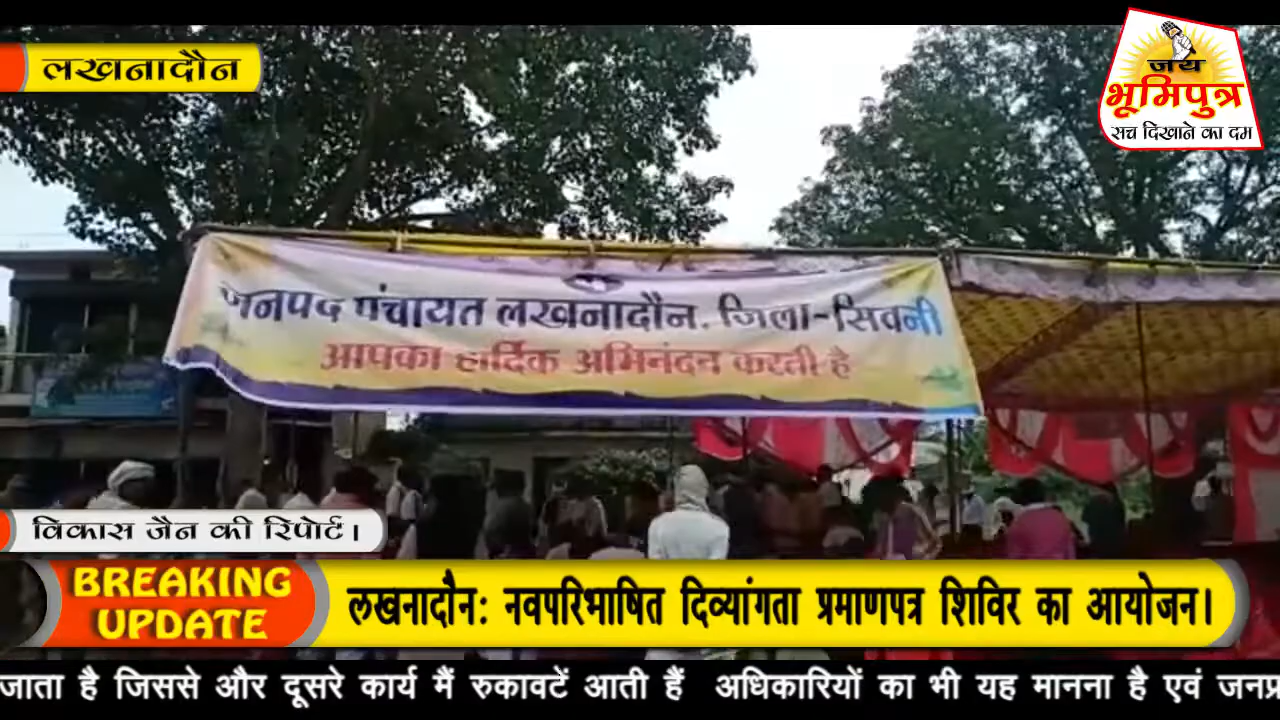 लखनादौन
जय
भूमिपुत्र
सच दिखाने का दम
जनपद पंचायत लखनादौन. जिला-सिवनी
आपका हार्दिक अभिनंदन करती है
विकास जैन की रिपोर्ट।
BREAKING
UPDATE
लखनादौन: नवपरिभाषित दिव्यांगता प्रमाणपत्र शिविर का आयोजन।
जाता है जिससे और दूसरे कार्य मैं रुकावटें आती हैं अधिकारियों का भी यह मानना है एवं जनप्र